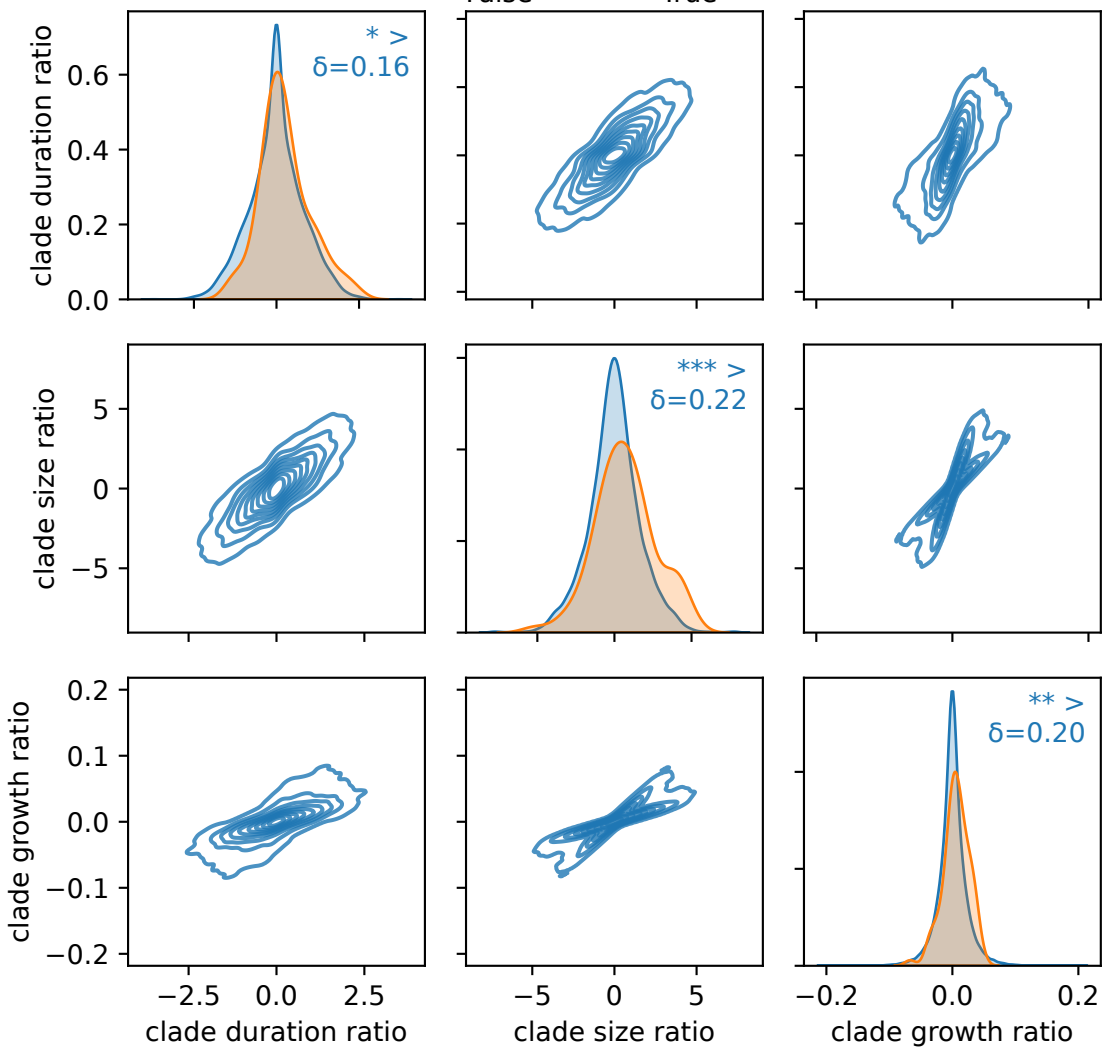 True
clade duration ratio
0.6
0.4
0.2
0.0
* >
δ=0.16
clade size ratio
5
0
−5
*** >
δ=0.22
clade growth ratio
0.2
0.1
0.0
−0.1
−0.2
** >
δ=0.20
−2.5 0.0 2.5
−5 0 5
−0.2 0.0 0.2
clade duration ratio
clade size ratio
clade growth ratio